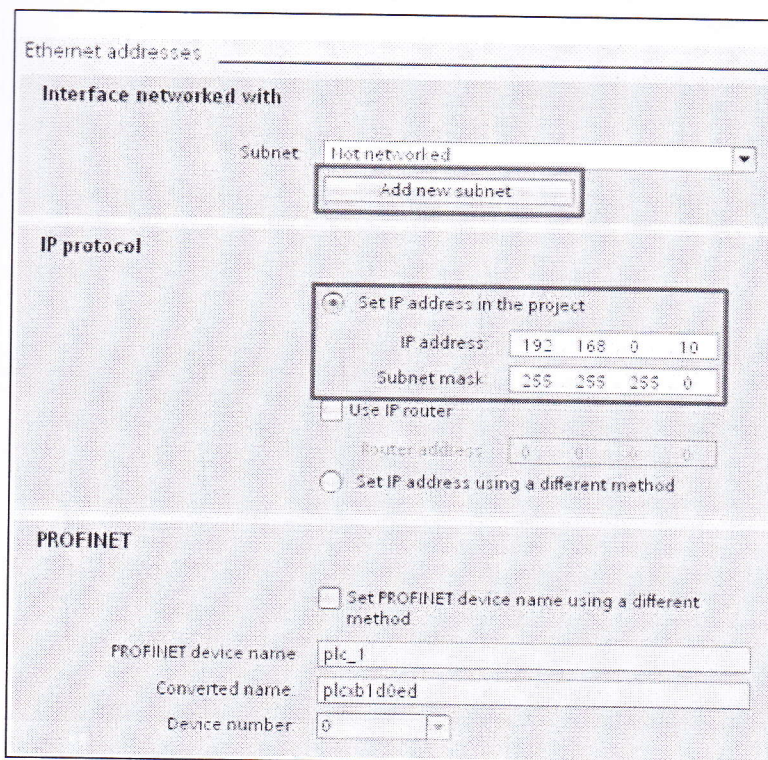 Ethernet addresses
Interface networked with
Subnet Not networked
Add new subnet
IP protocol
Set IP address in the project
IP address 192 . 168 . 0 . 10
Subnet mask 255 . 255 . 255 . 0
Use IP router
Router address 0 . 0 . 0 . 0
Set IP address using a different method
PROFINET
Set PROFINET device name using a different
method
PROFINET device name plc_1
Converted name: plcxb1d0ed
Device number: 0